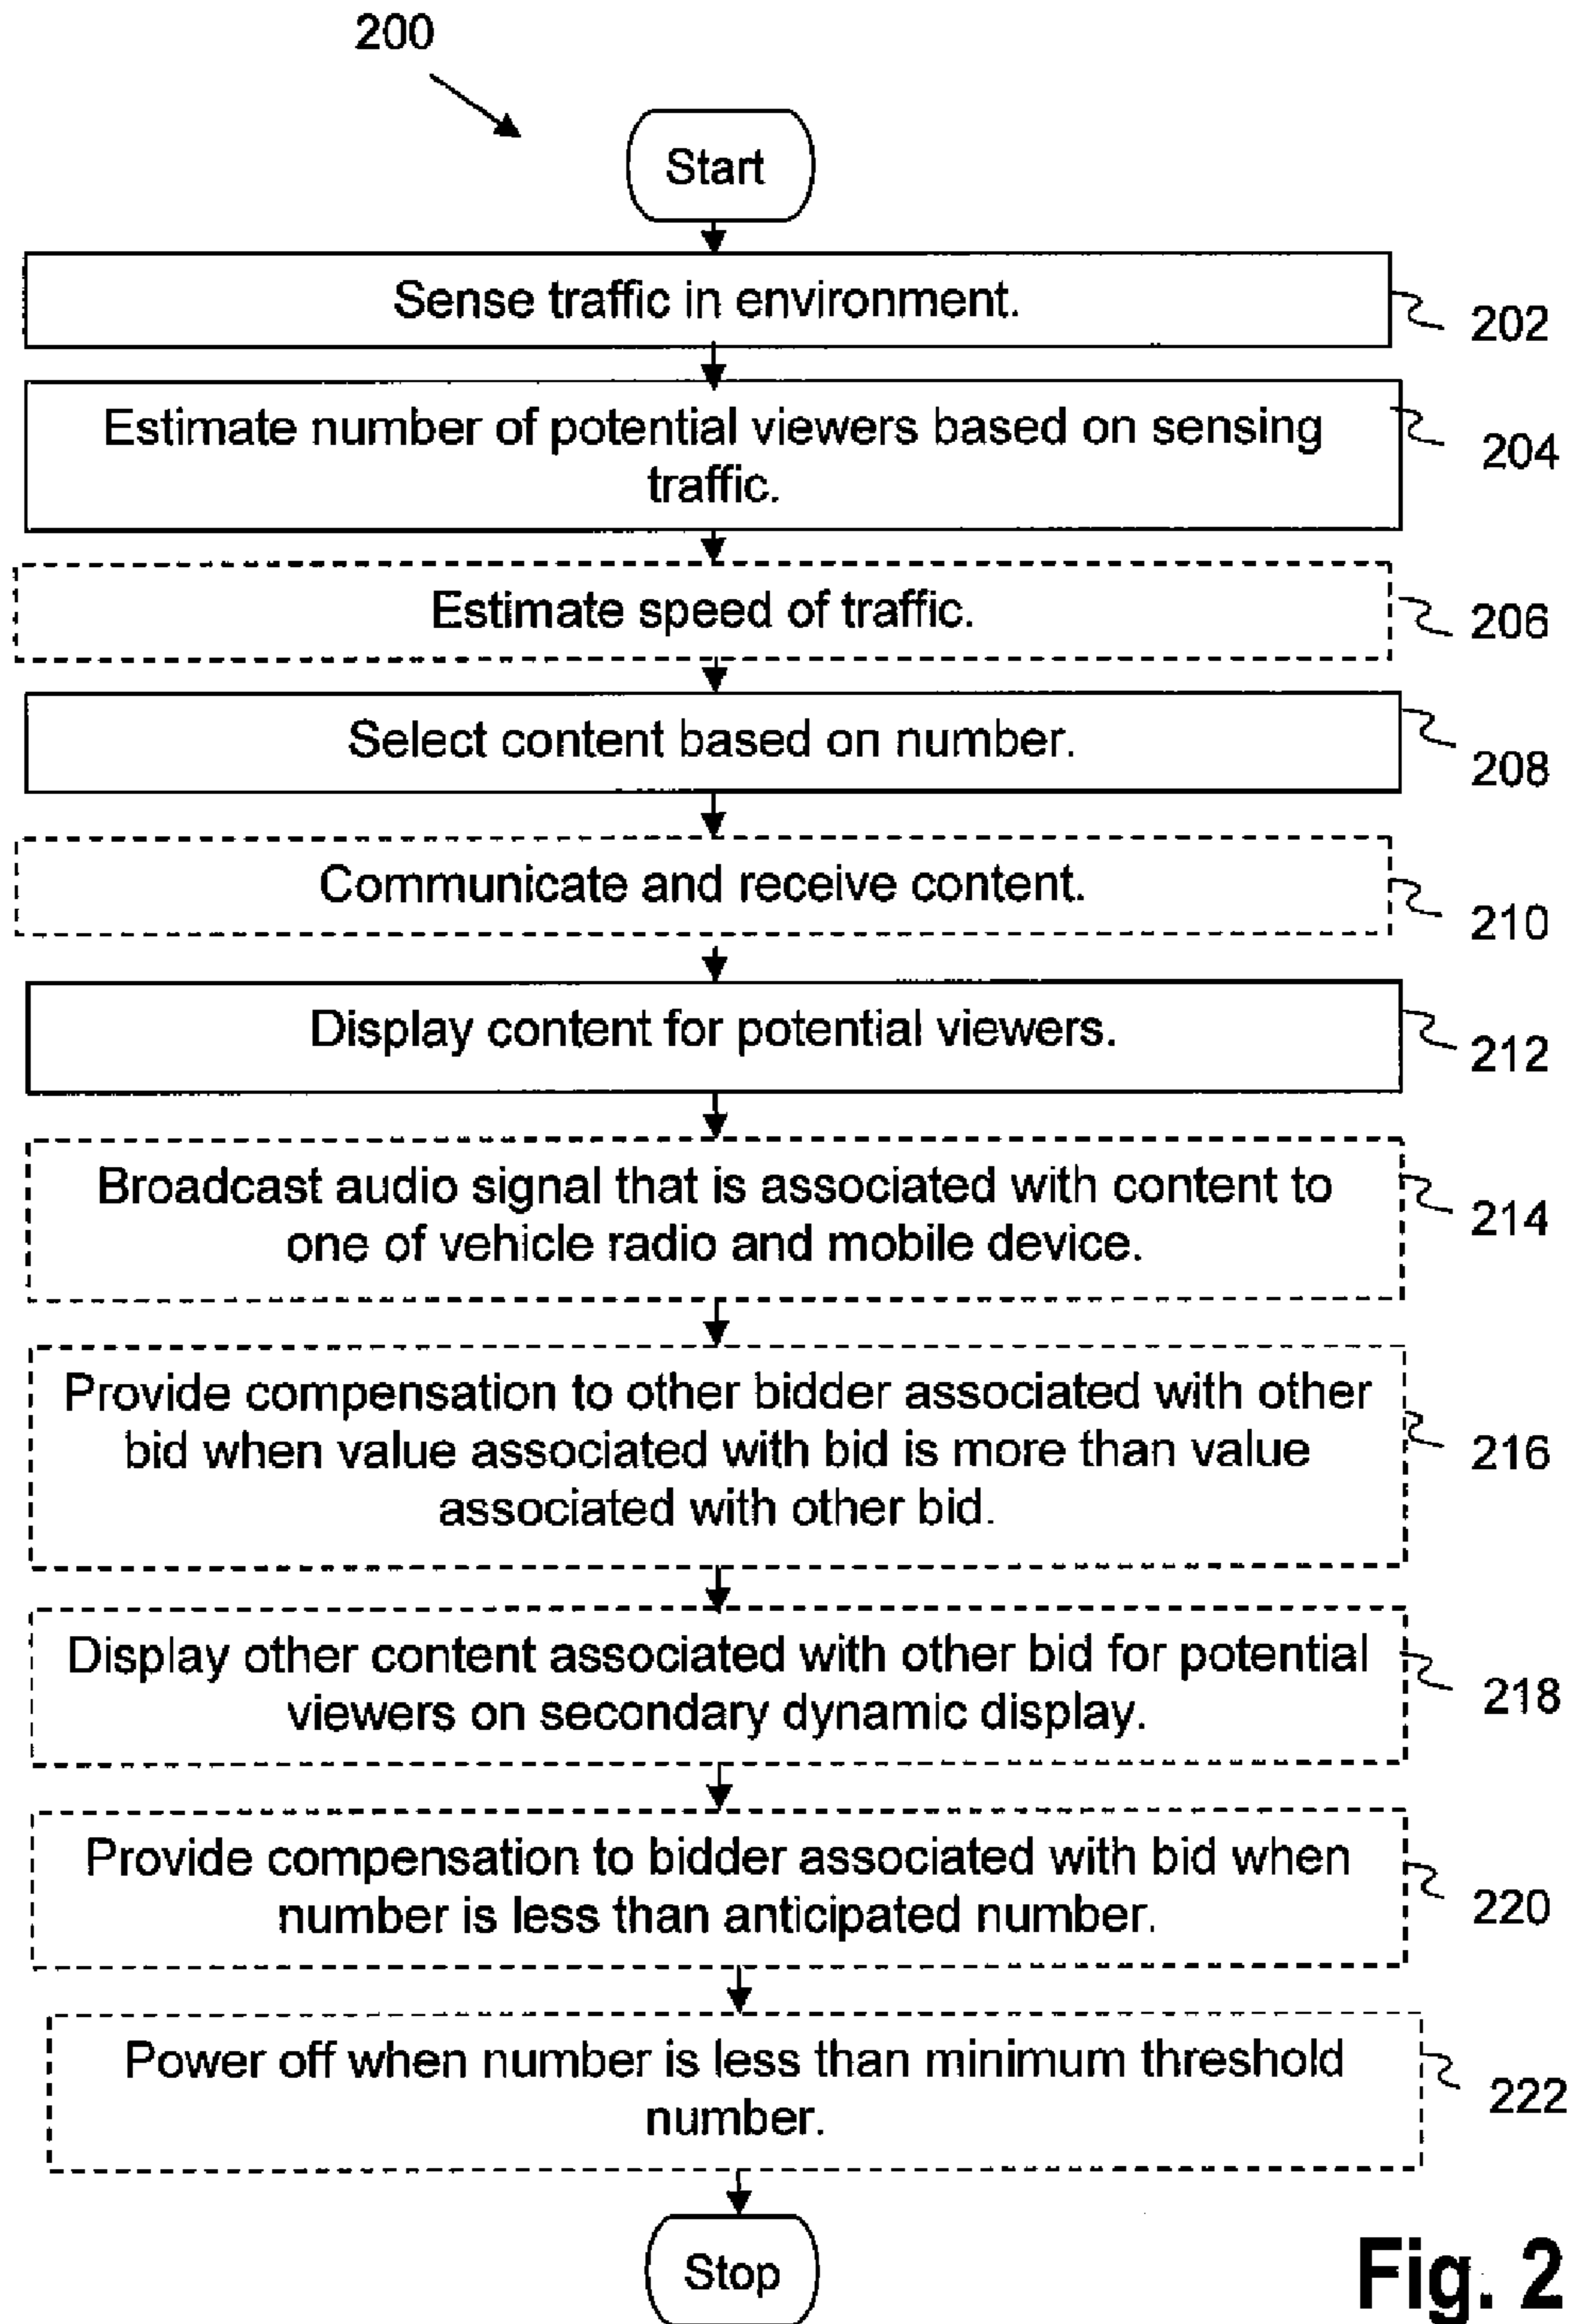 200
Start
Sense traffic in environment.
202
Estimate number of potential viewers based on sensing
traffic.
204
Estimate speed of traffic.
206
Select content based on number.
208
Communicate and receive content.
210
Display content for potential viewers.
212
Broadcast audio signal that is associated with content to
one of vehicle radio and mobile device.
214
Provide compensation to other bidder associated with other
bid when value associated with bid is more than value
associated with other bid.
216
Display other content associated with other bid for potential
viewers on secondary dynamic display.
218
Provide compensation to bidder associated with bid when
number is less than anticipated number.
220
Power off when number is less than minimum threshold
number.
222
Stop
Fig. 2